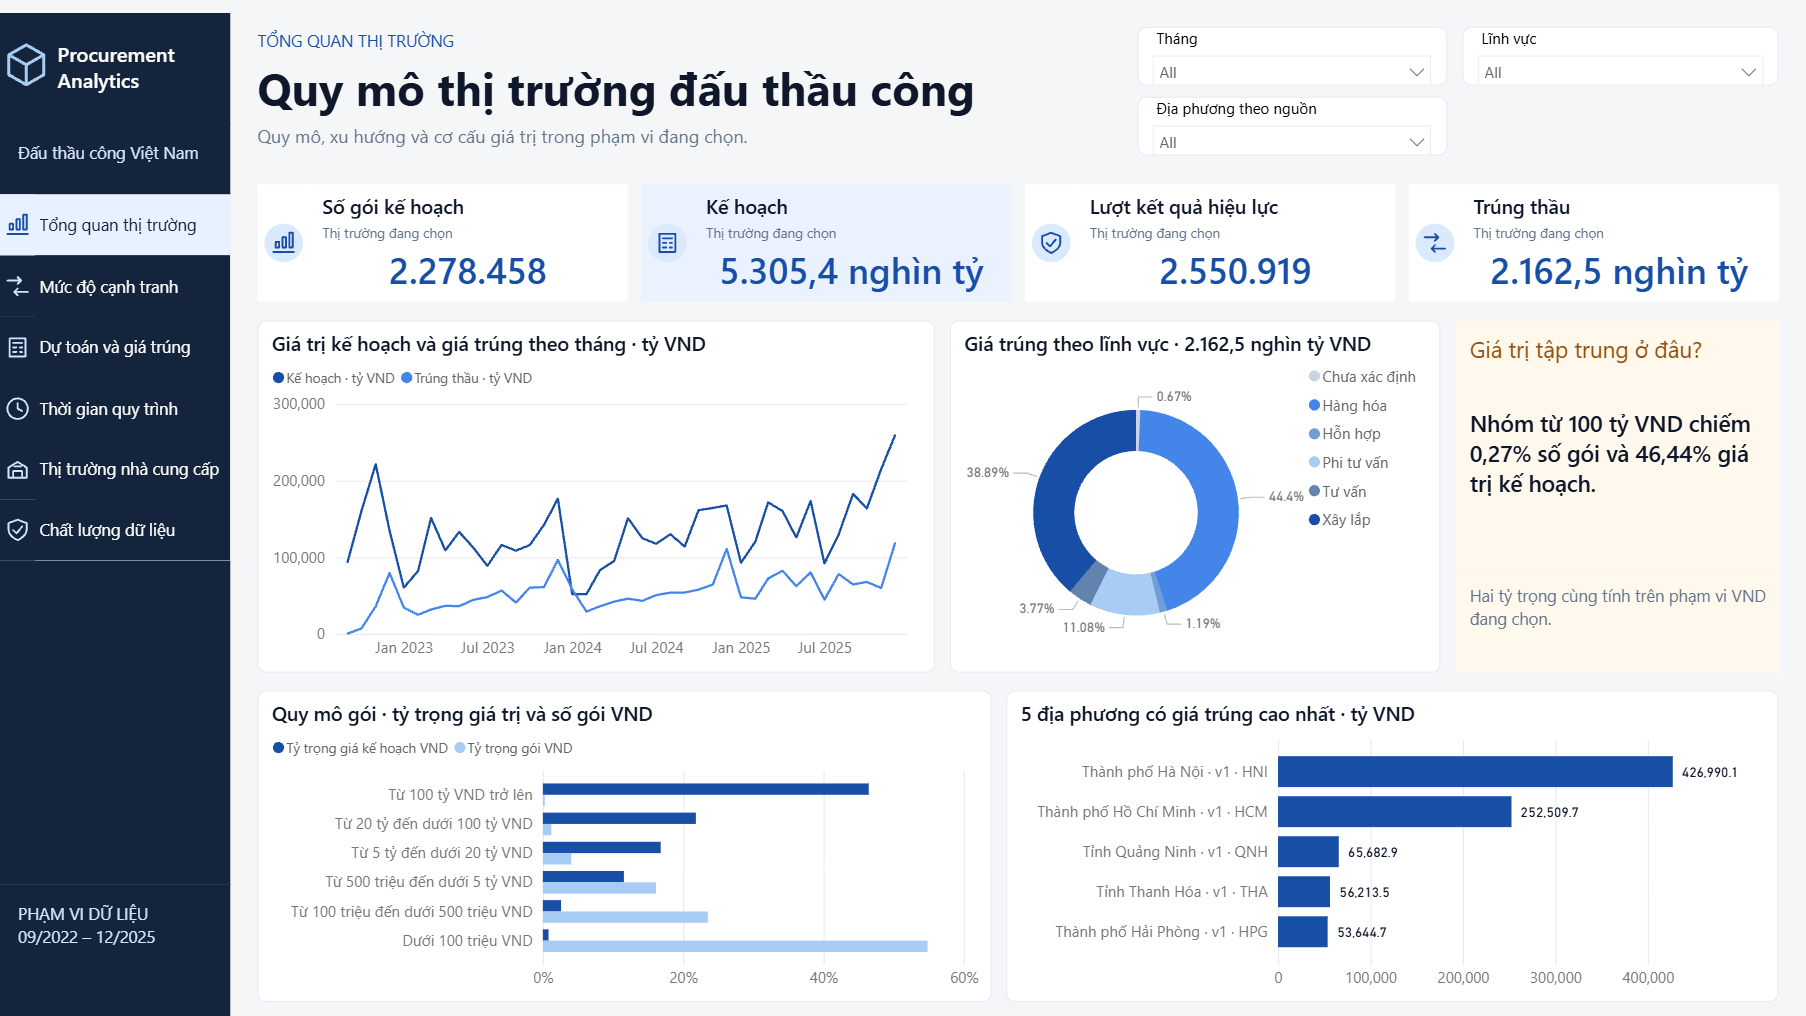 Procurement
Analytics
Đấu thầu công Việt Nam
Tổng quan thị trường
Mức độ cạnh tranh
Dự toán và giá trúng
Thời gian quy trình
Thị trường nhà cung cấp
Chất lượng dữ liệu
PHẠM VI DỮ LIỆU
09/2022 – 12/2025
TỔNG QUAN THỊ TRƯỜNG
Quy mô thị trường đấu thầu công
Quy mô, xu hướng và cơ cấu giá trị trong phạm vi đang chọn.
Tháng
All
Lĩnh vực
All
Địa phương theo nguồn
All
Số gói kế hoạch
Thị trường đang chọn
2.278.458
Kế hoạch
Thị trường đang chọn
5.305,4 nghìn tỷ
Lượt kết quả hiệu lực
Thị trường đang chọn
2.550.919
Trúng thầu
Thị trường đang chọn
2.162,5 nghìn tỷ
Giá trị kế hoạch và giá trúng theo tháng · tỷ VND
Kế hoạch · tỷ VND Trúng thầu · tỷ VND
300,000
200,000
100,000
0
Jan 2023 Jul 2023 Jan 2024 Jul 2024 Jan 2025 Jul 2025
Giá trúng theo lĩnh vực · 2.162,5 nghìn tỷ VND
Chưa xác định
Hàng hóa
Hỗn hợp
Phi tư vấn
Tư vấn
Xây lắp
0.67%
38.89%
44.4%
3.77%
11.08%
1.19%
Giá trị tập trung ở đâu?
Nhóm từ 100 tỷ VND chiếm
0,27% số gói và 46,44% giá
trị kế hoạch.
Hai tỷ trọng cùng tính trên phạm vi VND
đang chọn.
Quy mô gói · tỷ trọng giá trị và số gói VND
Tỷ trọng giá kế hoạch VND Tỷ trọng gói VND
Từ 100 tỷ VND trở lên
Từ 20 tỷ đến dưới 100 tỷ VND
Từ 5 tỷ đến dưới 20 tỷ VND
Từ 500 triệu đến dưới 5 tỷ VND
Từ 100 triệu đến dưới 500 triệu VND
Dưới 100 triệu VND
0% 20% 40% 60%
5 địa phương có giá trúng cao nhất · tỷ VND
Thành phố Hà Nội · v1 · HNI 426,990.1
Thành phố Hồ Chí Minh · v1 · HCM 252,509.7
Tỉnh Quảng Ninh · v1 · QNH 65,682.9
Tỉnh Thanh Hóa · v1 · THA 56,213.5
Thành phố Hải Phòng · v1 · HPG 53,644.7
0 100,000 200,000 300,000 400,000